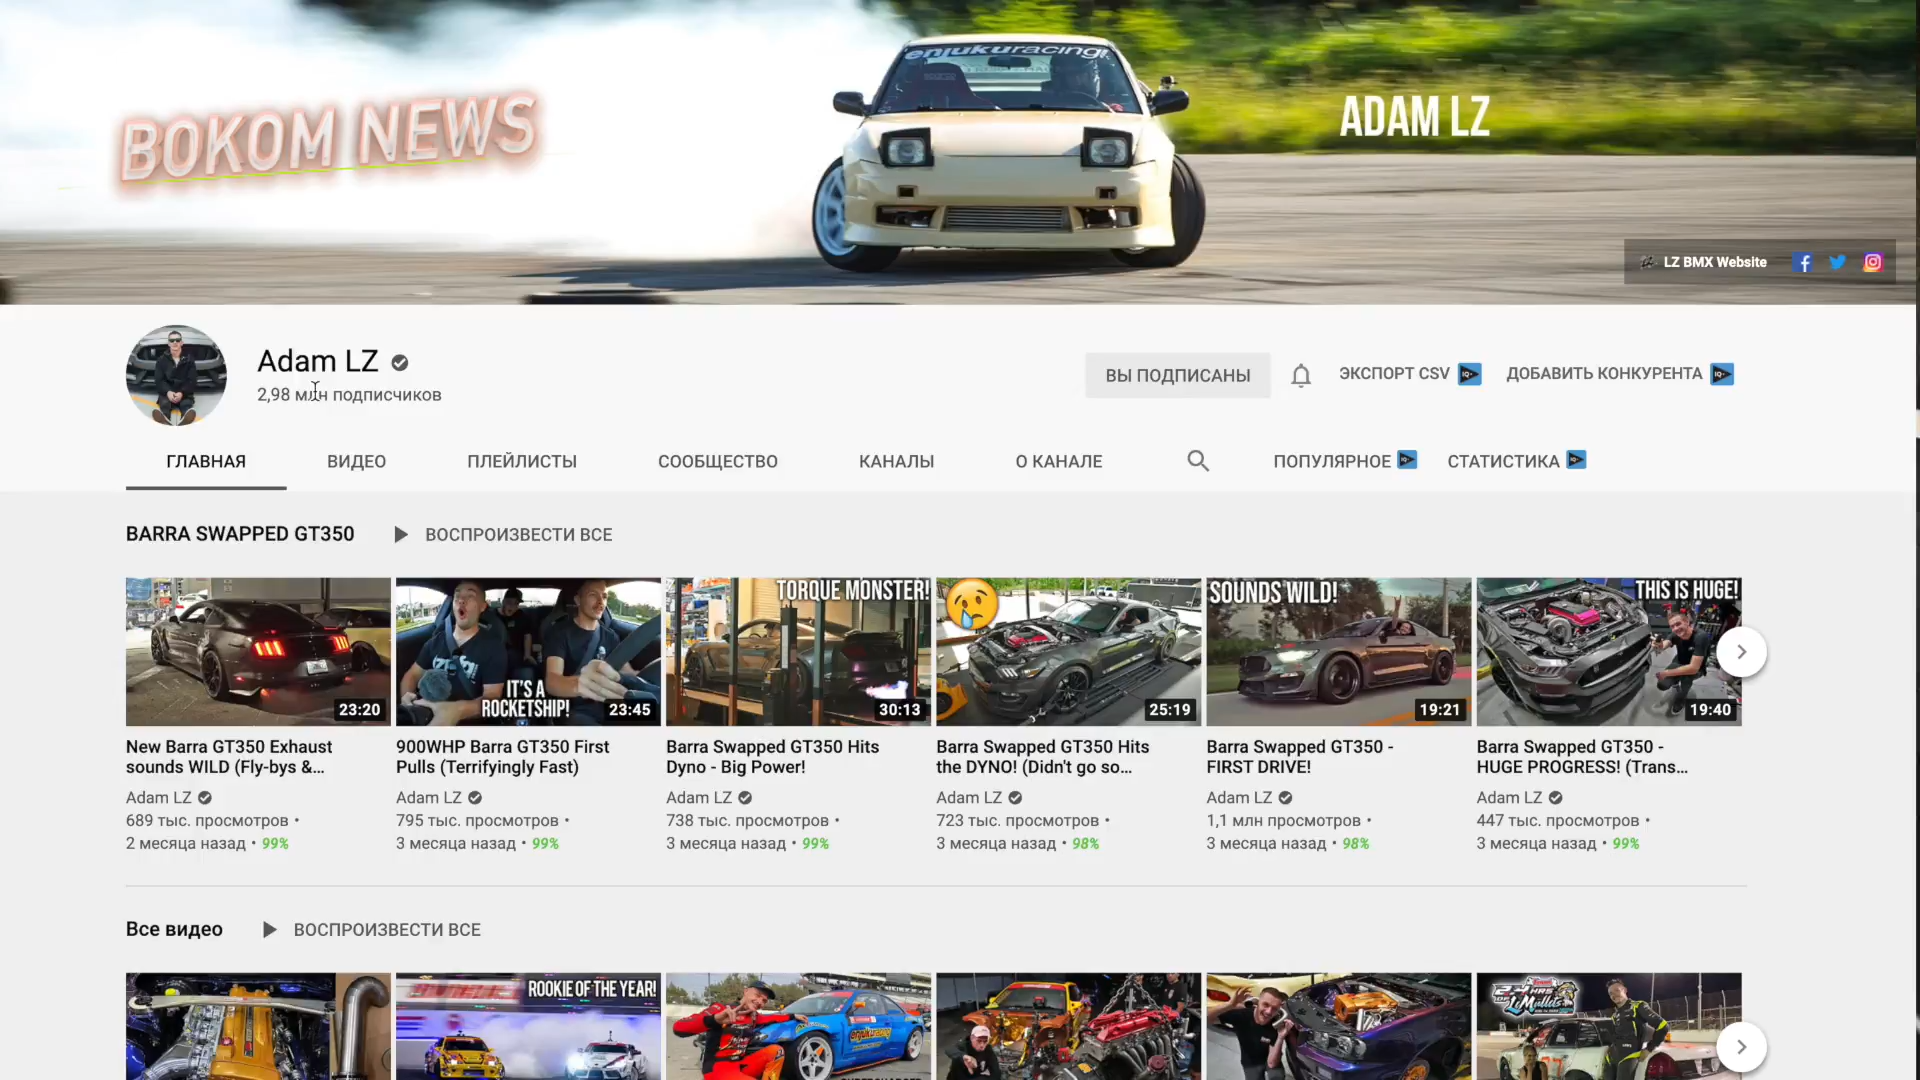 enjukuracing!
BOKOM NEWS
ADAM LZ
LZ BMX Website
Adam LZ
2,98 млн подписчиков
ВЫ ПОДПИСАНЫ
ЭКСПОРТ CSV
ДОБАВИТЬ КОНКУРЕНТА
ГЛАВНАЯ
ВИДЕО
ПЛЕЙЛИСТЫ
СООБЩЕСТВО
КАНАЛЫ
О КАНАЛЕ
ПОПУЛЯРНОЕ
СТАТИСТИКА
BARRA SWAPPED GT350
ВОСПРОИЗВЕСТИ ВСЕ
23:20
IT'S A
ROCKETSHIP!
23:45
TORQUE MONSTER!
30:13
25:19
SOUNDS WILD!
19:21
THIS IS HUGE!
19:40
New Barra GT350 Exhaust
sounds WILD (Fly-bys &...
Adam LZ
689 тыс. просмотров •
2 месяца назад • 99%
900WHP Barra GT350 First
Pulls (Terrifyingly Fast)
Adam LZ
795 тыс. просмотров •
3 месяца назад • 99%
Barra Swapped GT350 Hits
Dyno - Big Power!
Adam LZ
738 тыс. просмотров •
3 месяца назад • 99%
Barra Swapped GT350 Hits
the DYNO! (Didn't go so...
Adam LZ
723 тыс. просмотров •
3 месяца назад • 98%
Barra Swapped GT350 -
FIRST DRIVE!
Adam LZ
1,1 млн просмотров •
3 месяца назад • 98%
Barra Swapped GT350 -
HUGE PROGRESS! (Trans...
Adam LZ
447 тыс. просмотров •
3 месяца назад • 99%
Все видео
ВОСПРОИЗВЕСТИ ВСЕ
ROOKIE OF THE YEAR!
enjukuracing
24 HRS
LeMullets